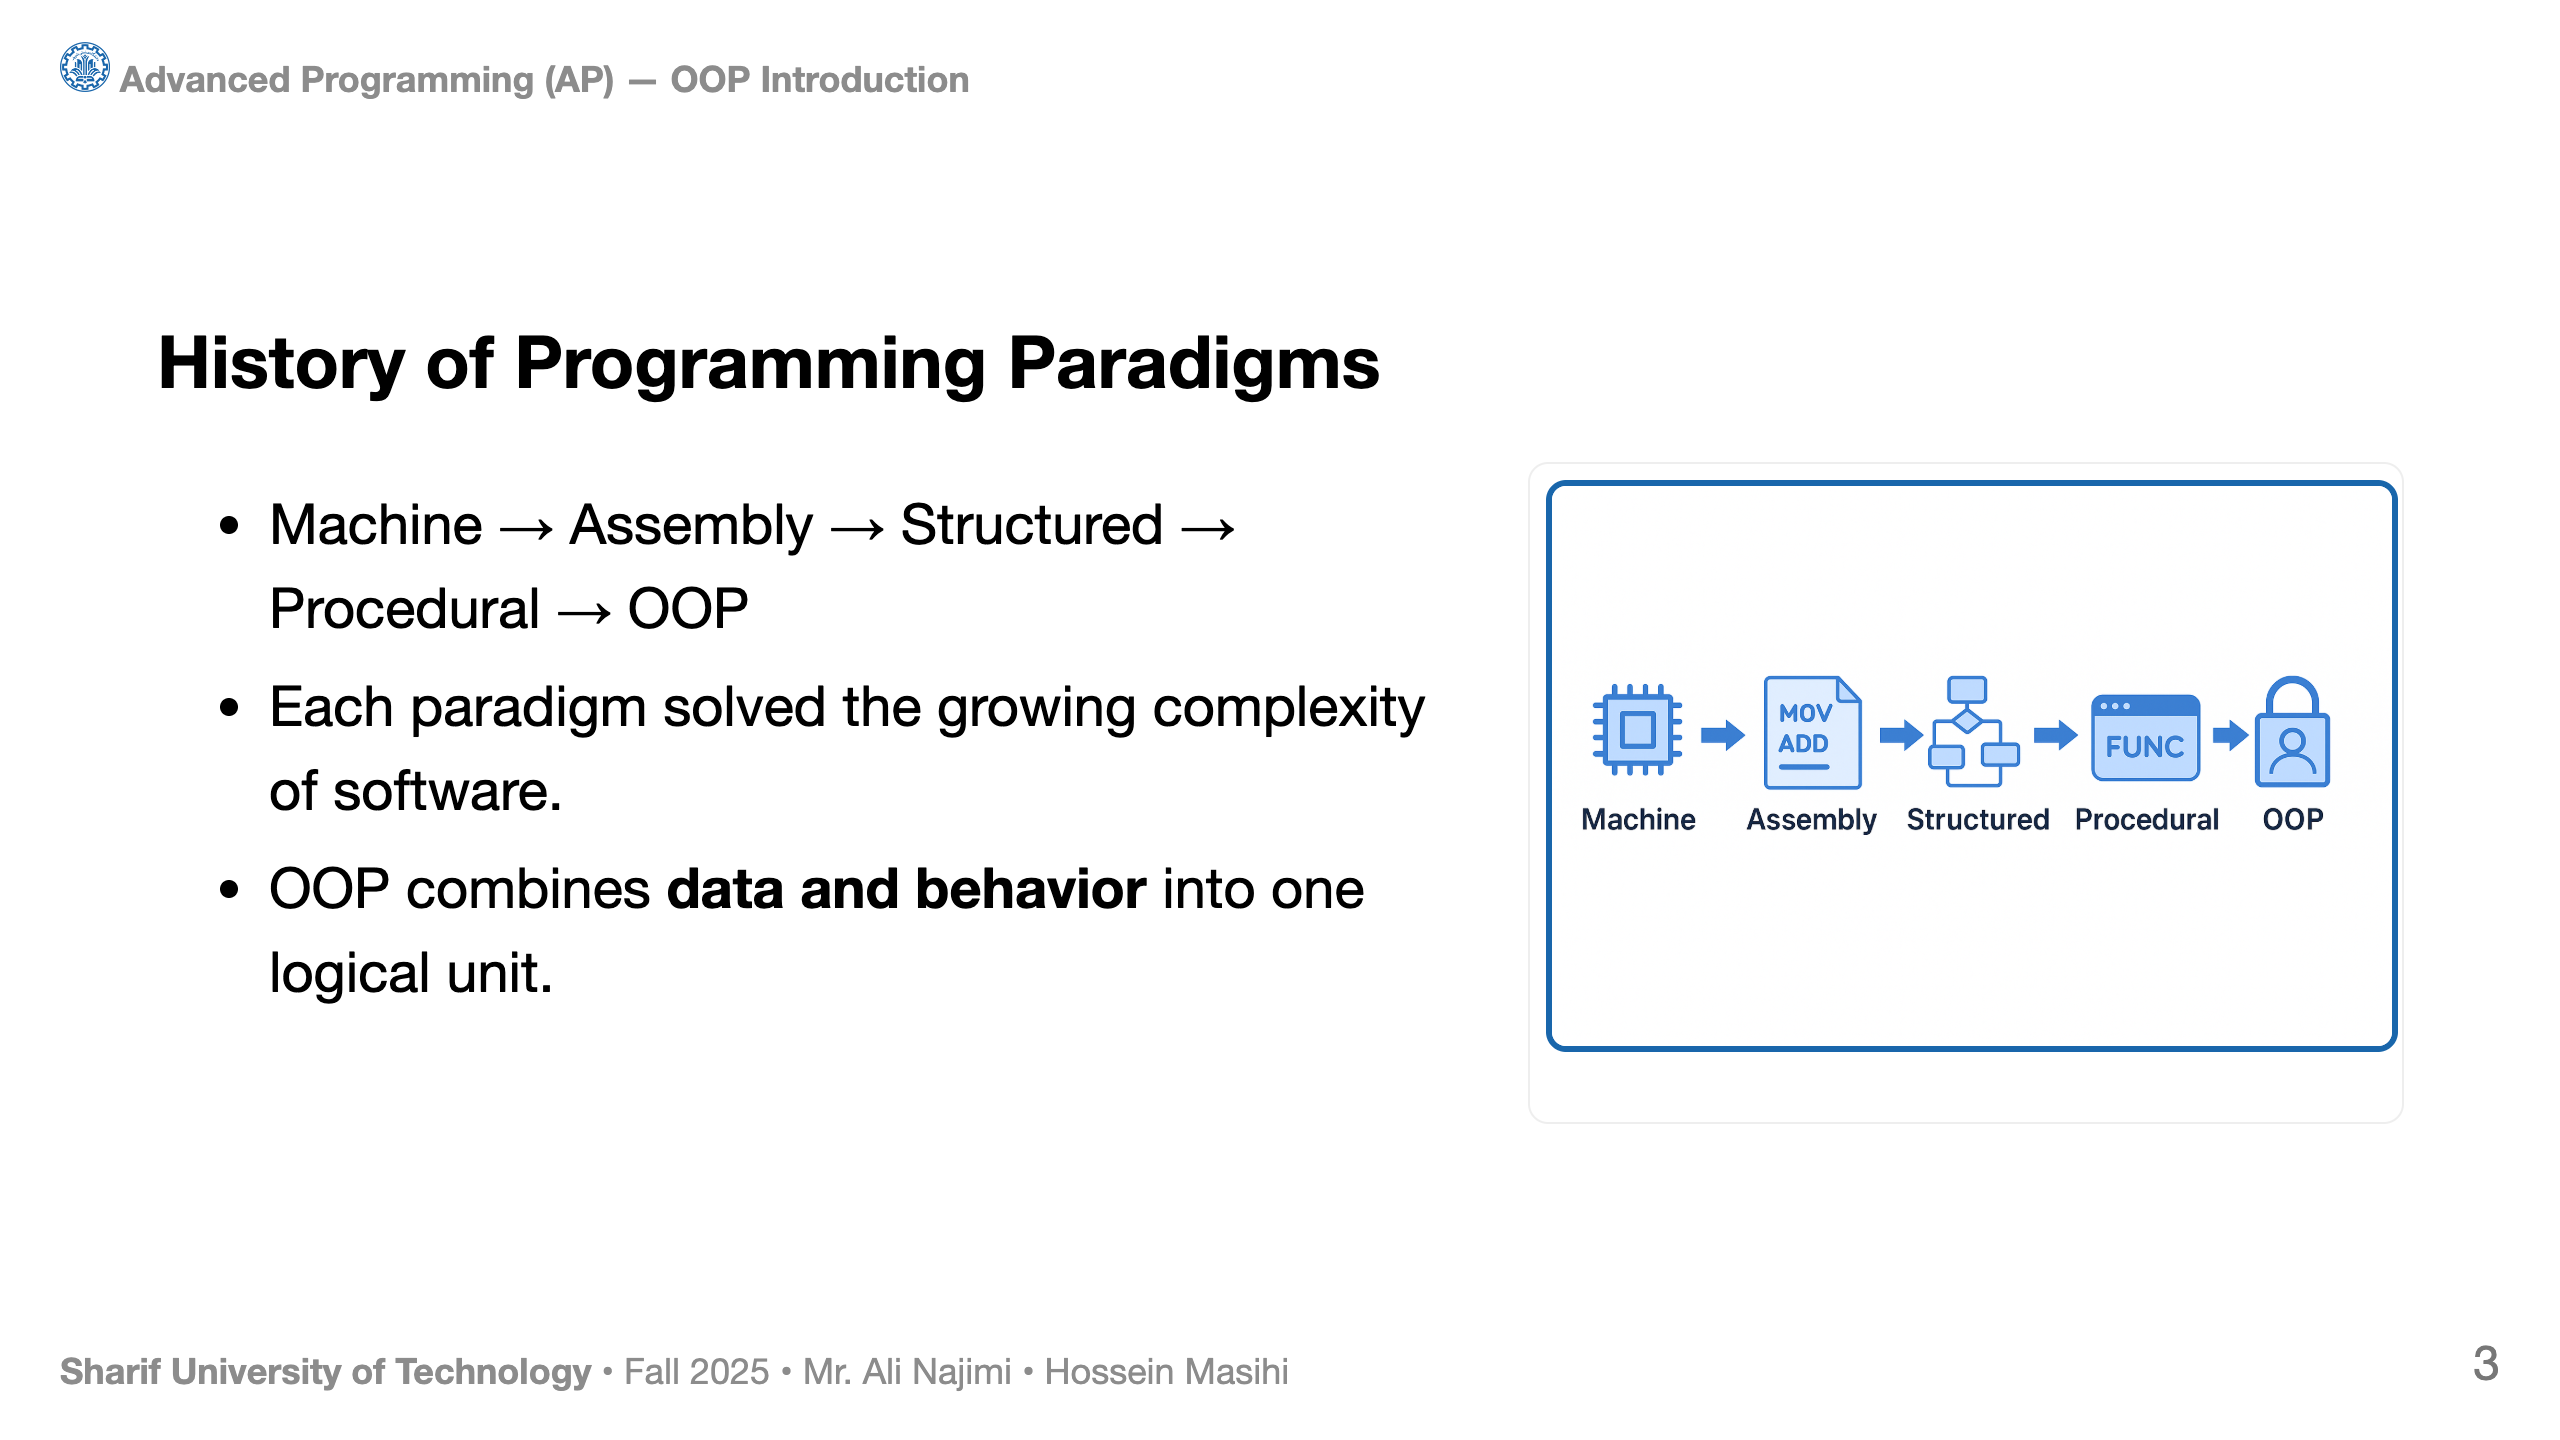 Advanced Programming (AP) — OOP Introduction
History of Programming Paradigms
• Machine → Assembly → Structured →
Procedural → OOP
• Each paradigm solved the growing complexity
of software.
• OOP combines data and behavior into one
logical unit.
MOV
ADD
FUNC
Machine Assembly Structured Procedural OOP
Sharif University of Technology • Fall 2025 • Mr. Ali Najimi • Hossein Masihi
3